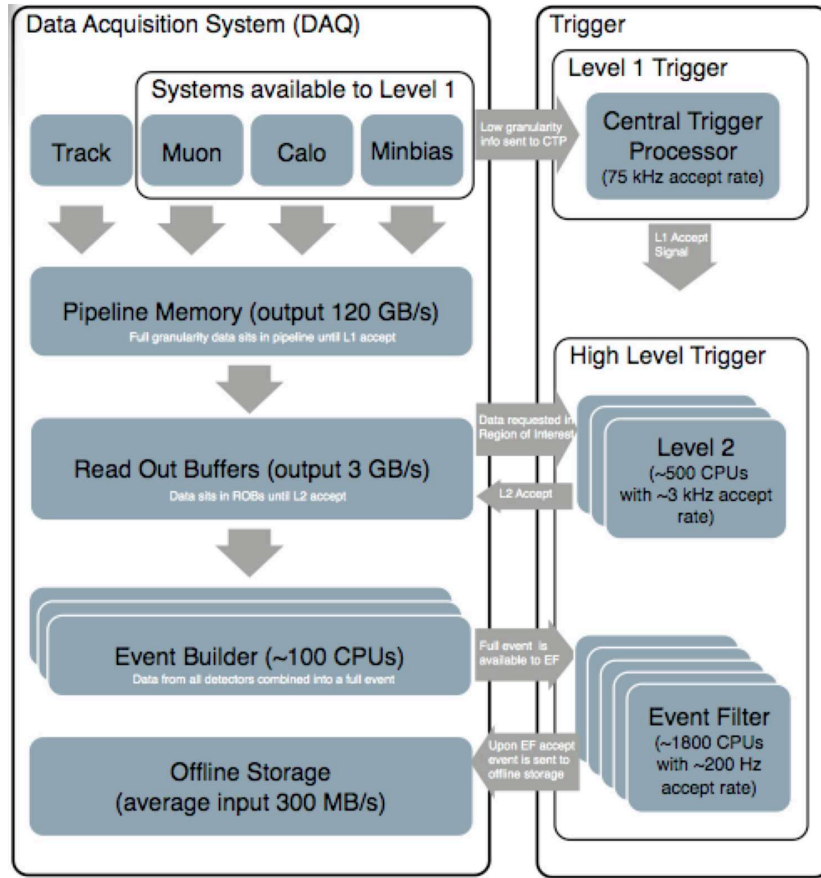 Data Acquisition System (DAQ)
Systems available to Level 1
Track
Muon
Calo
Minbias
Pipeline Memory (output 120 GB/s)
Full granularity data sits in pipeline until L1 accept
Read Out Buffers (output 3 GB/s)
Data sits in ROBs until L2 accept
Event Builder (~100 CPUs)
Data from all detectors combined into a full event
Offline Storage
(average input 300 MB/s)
Low granularity
info sent to CTP
Data requested in
Region of Interest
L2 Accept
Full event is
available to EF
Upon EF accept
event is sent to
offline storage
Trigger
Level 1 Trigger
Central Trigger
Processor
(75 kHz accept rate)
L1 Accept
Signal
High Level Trigger
Level 2
(~500 CPUs
with ~3 kHz accept
rate)
Event Filter
(~1800 CPUs
with ~200 Hz
accept rate)